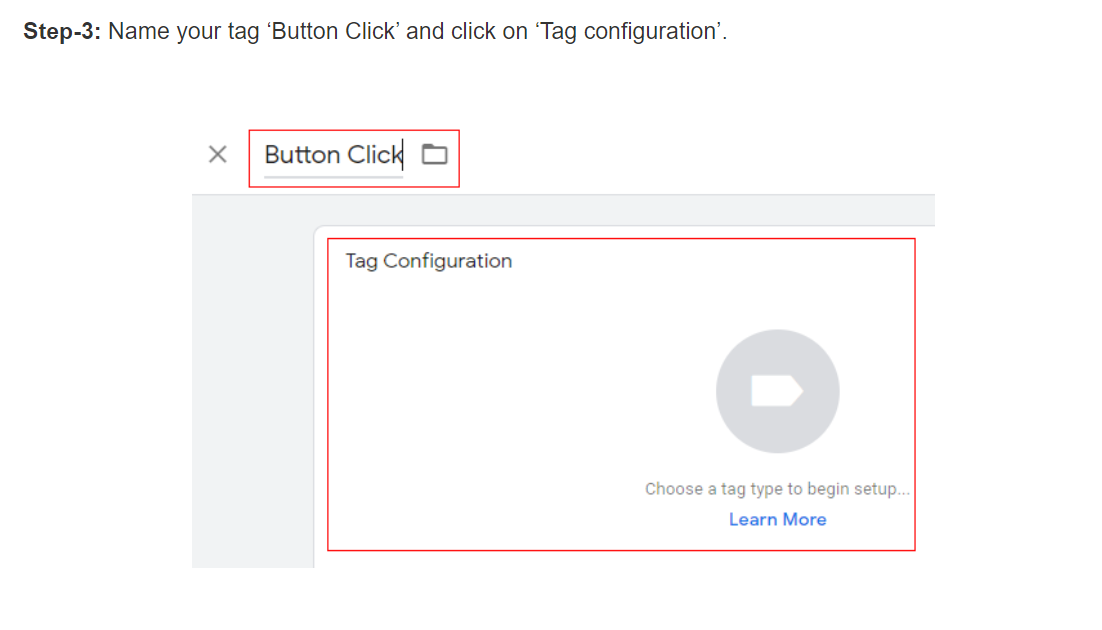 Step-3: Name your tag ‘Button Click’ and click on ‘Tag configuration’.
Button Click
Tag Configuration
Choose a tag type to begin setup...
Learn More